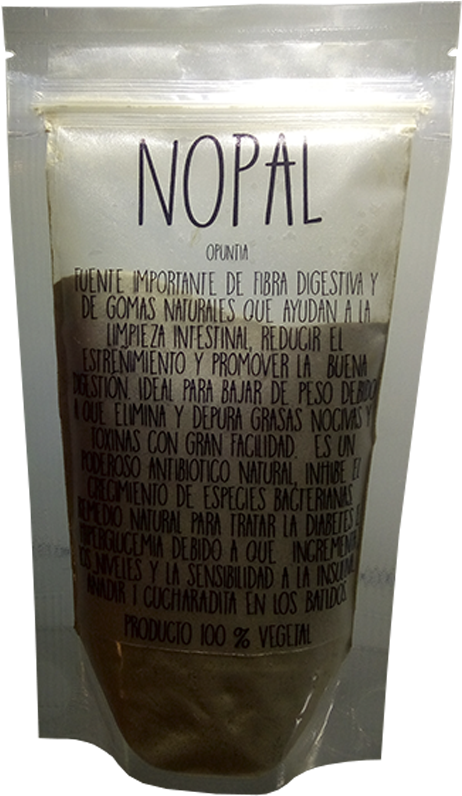 NOPAL
OPUNTIA
FUENTE IMPORTANTE DE FIBRA DIGESTIVA Y
DE GOMAS NATURALES QUE AYUDAN A LA
LIMPIEZA INTESTINAL, REDUCIR EL
ESTREÑIMIENTO Y PROMOVER LA BUENA
DIGESTION. IDEAL PARA BAJAR DE PESO DEBIDO
A QUE ELIMINA Y DEPURA GRASAS NOCIVAS Y
TOXINAS CON GRAN FACILIDAD. ES UN
PODEROSO ANTIBIOTICO NATURAL, INHIBE EL
CRECIMIENTO DE ESPECIES BACTERIANAS
REMEDIO NATURAL PARA TRATAR LA DIABETES E
HIPERGLUCEMIA DEBIDO A QUE INCREMENTA
LOS NIVELES Y LA SENSIBILIDAD A LA INSULINA
AÑADIR 1 CUCHARADITA EN LOS BATIDOS
PRODUCTO 100 % VEGETAL